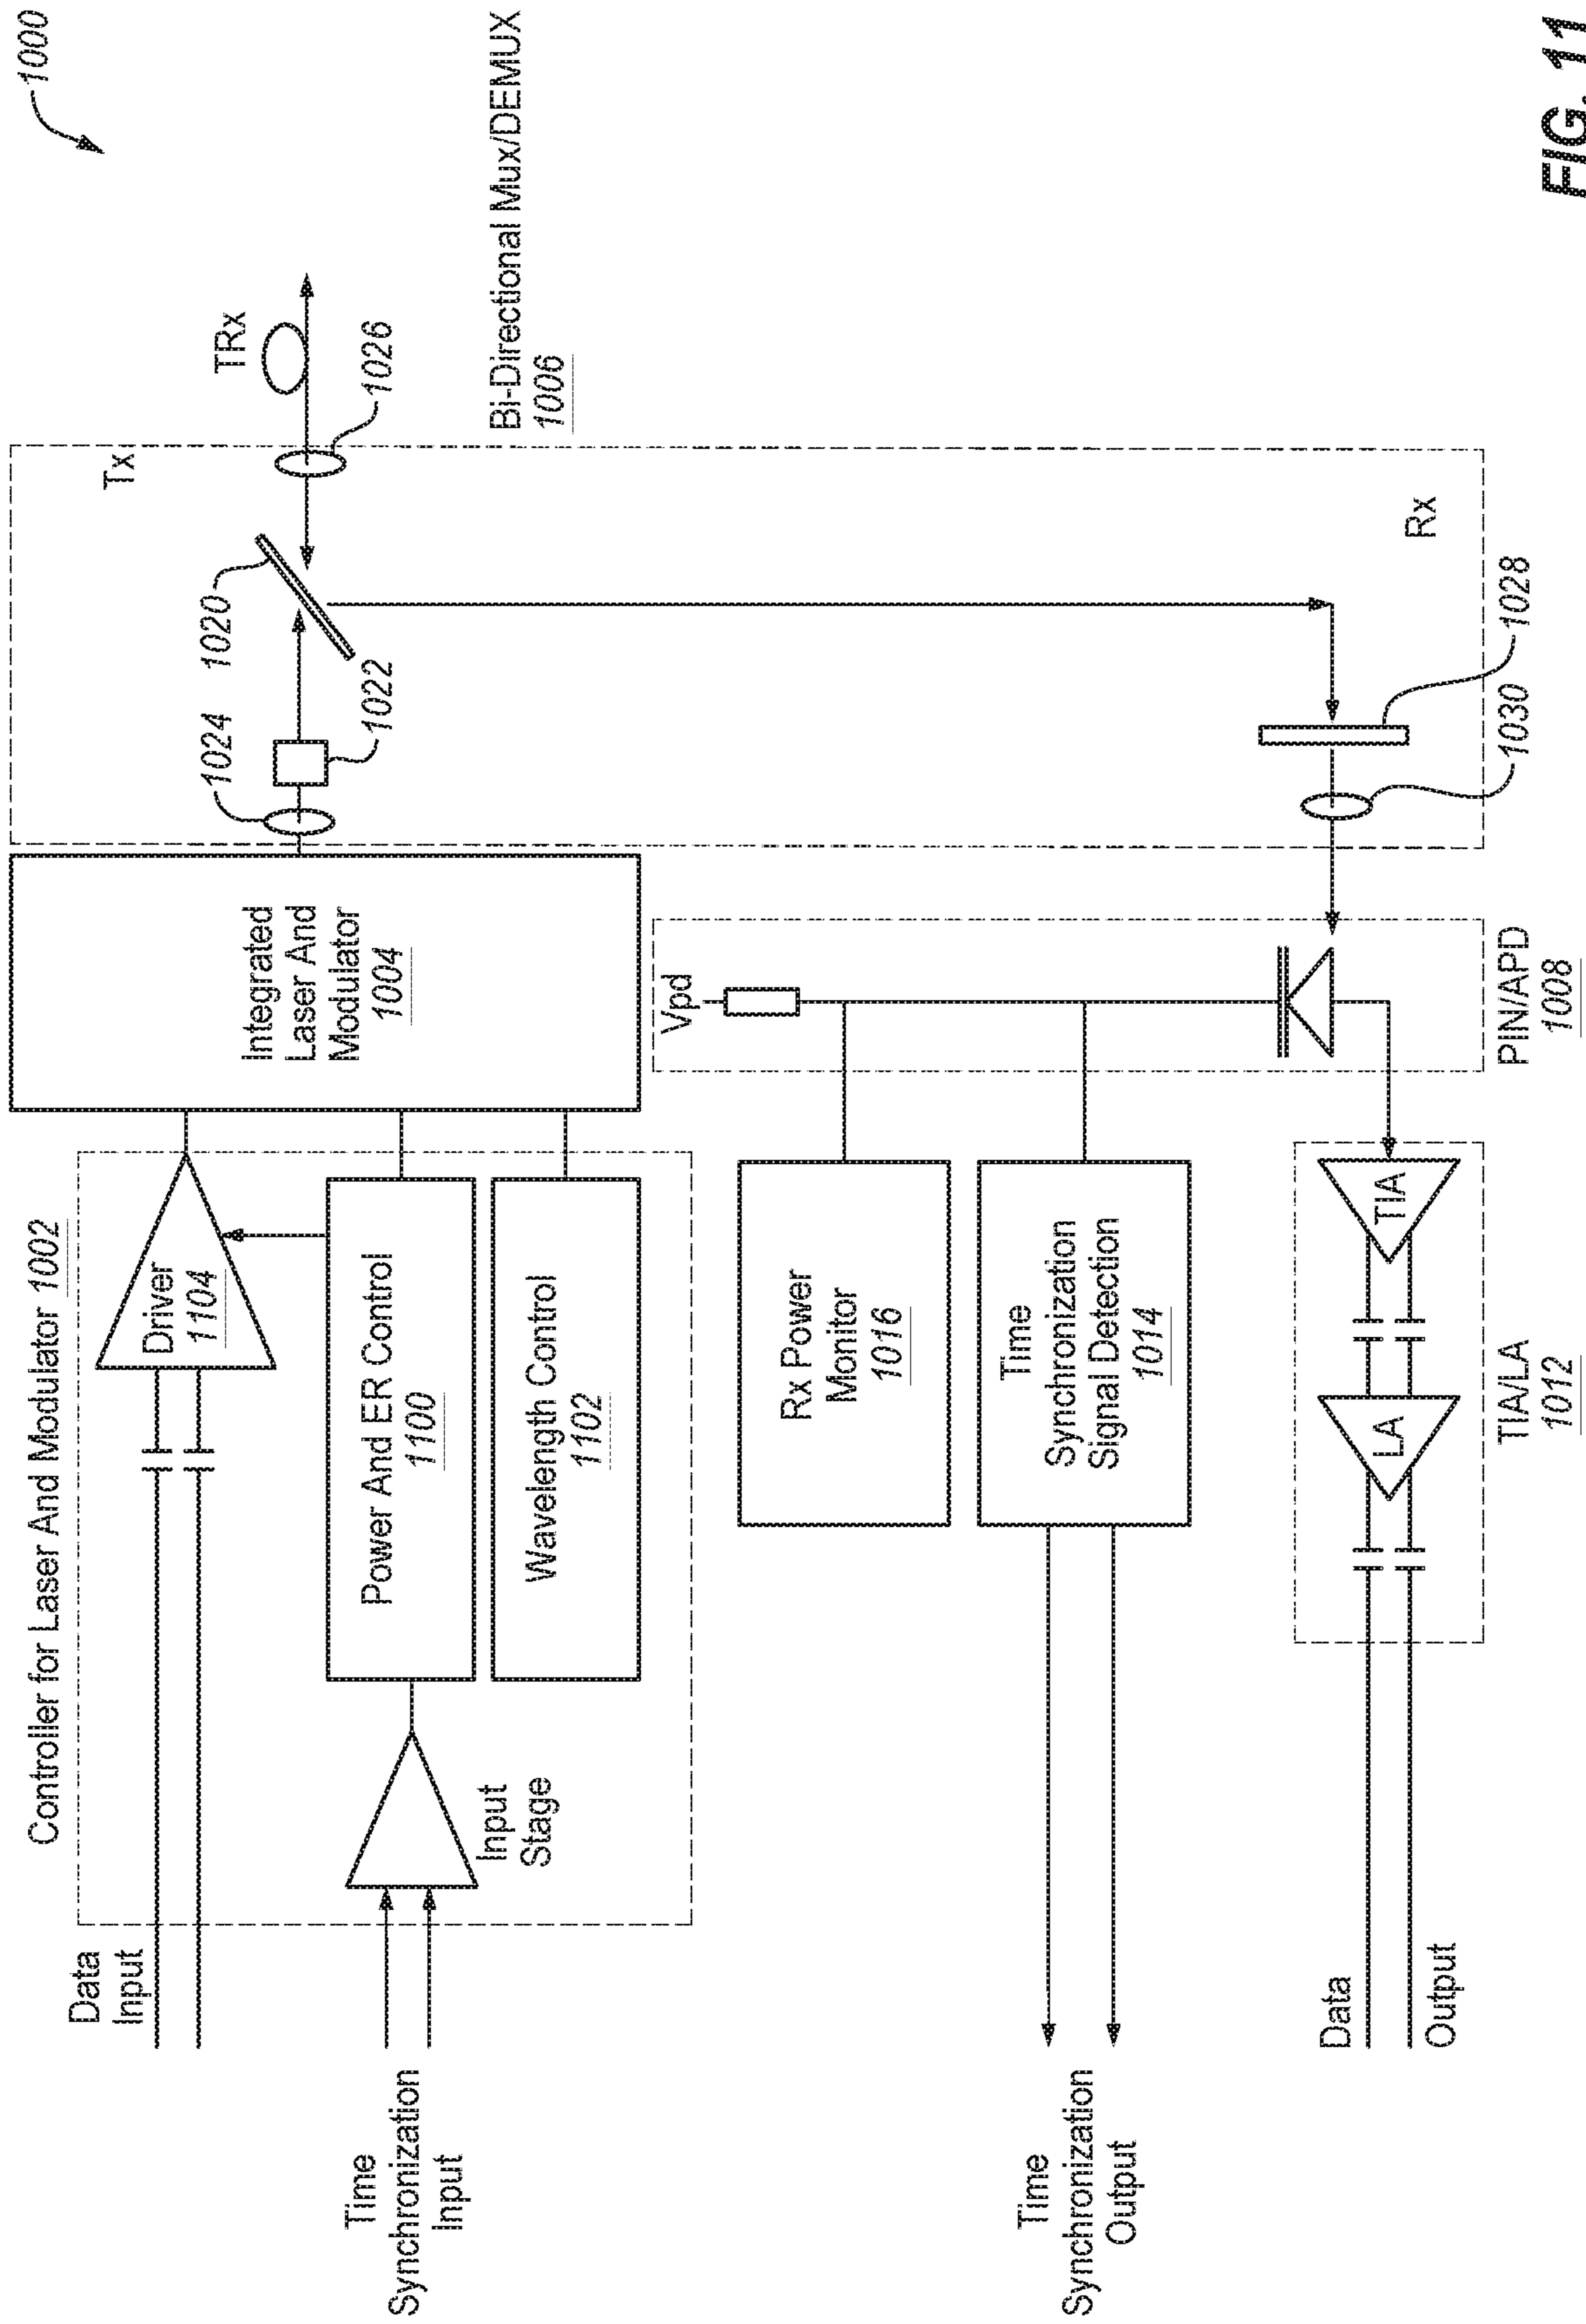 1000
Controller for Laser And Modulator 1002
Data
Input
Driver
1104
Time
Synchronization
Input
Input
Stage
Power And ER Control
1100
Wavelength Control
1102
Integrated
Laser And
Modulator
1004
1024
1022
1020
Tx
TRx
1026
Bi-Directional Mux/DEMUX
1006
Vpd
Rx Power
Monitor
1016
Time
Synchronization
Signal Detection
1014
Time
Synchronization
Output
Data
Output
LA
TIA
TIA/LA
1012
PIN/APD
1008
1030
1028
Rx
FIG. 11